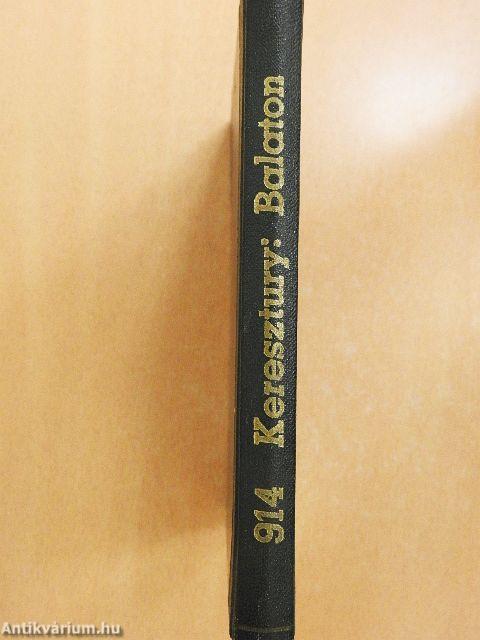 914 Keresztury: Balaton
Antikvárium.hu